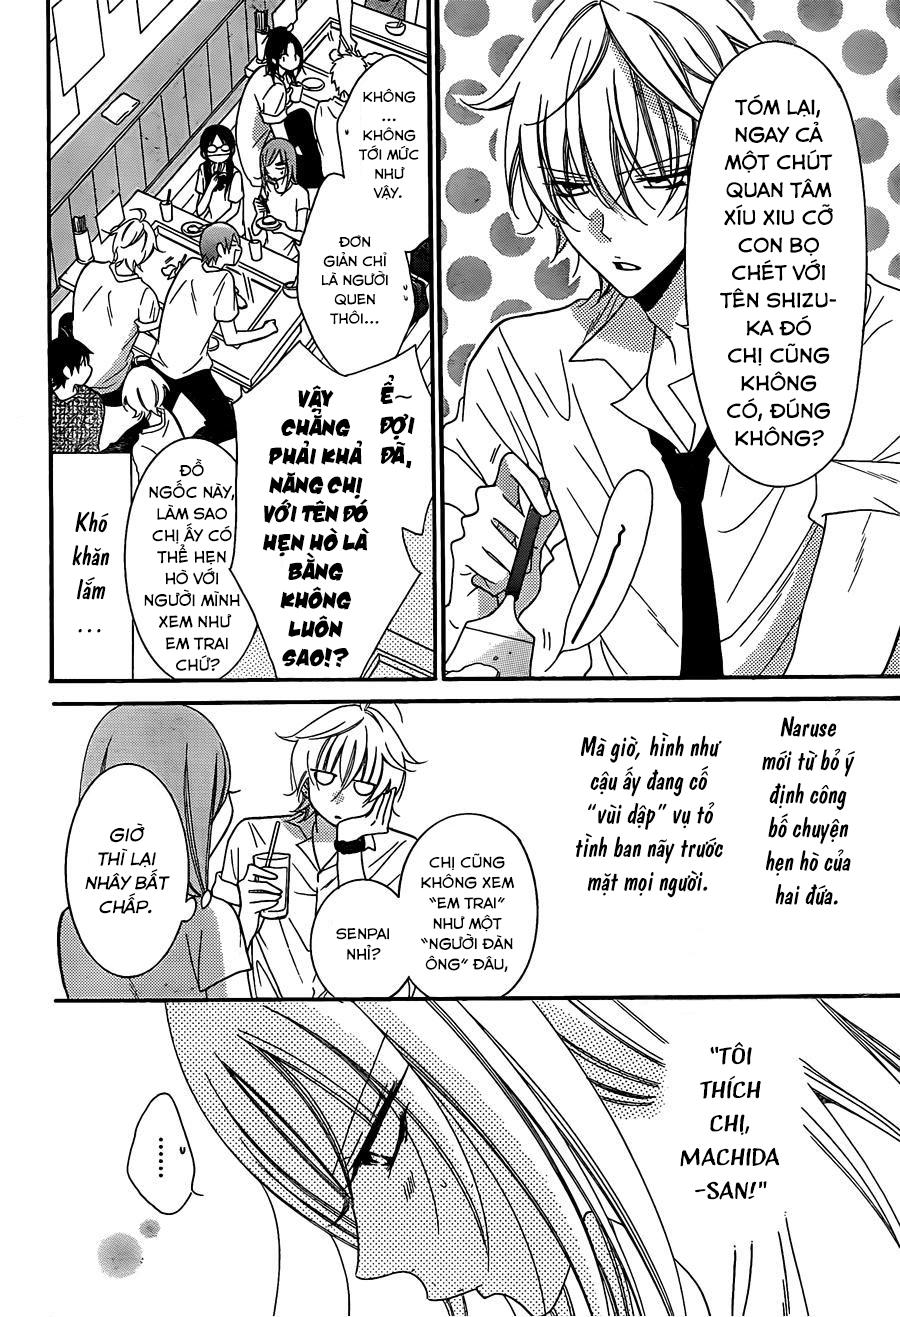 TÓM LẠI,
NGAY CẢ
MỘT CHÚT
QUAN TÂM
XÍU XIU CỠ
CON BỌ
CHÉT VỚI
TÊN SHIZU-
KA ĐÓ
CHỊ CŨNG
KHÔNG
CÓ, ĐÚNG
KHÔNG?
KHÔNG
...
KHÔNG
TỚI MỨC
NHƯ
VẬY.
ĐƠN
GIẢN CHỈ
LÀ NGƯỜI
QUEN
THÔI...
Ể~
ĐỢI
ĐÃ,
VẬY
CHẲNG
PHẢI KHẢ
NĂNG CHỊ
VỚI TÊN ĐÓ
HẸN HÒ LÀ
BẰNG
KHÔNG
LUÔN
SAO!?
ĐỒ
NGỐC NÀY,
LÀM SAO
CHỊ ẤY CÓ
THỂ HẸN
HÒ VỚI
NGƯỜI MÌNH
XEM NHƯ
EM TRAI
CHỨ?
Khó
khăn
lắm
...
Naruse
mới từ bỏ ý
định công
bố chuyện
hẹn hò của
hai đứa.
Mà giờ, hình như
cậu ấy đang cố
"vùi dập" vụ tỏ
tình ban nãy trước
mặt mọi người.
CHỊ CŨNG
KHÔNG XEM
"EM TRAI"
NHƯ MỘT
"NGƯỜI ĐÀN
ÔNG" ĐÂU,
SENPAI
NHỈ?
GIỜ
THÌ LẠI
NHÂY BẤT
CHẤP.
"TÔI
THÍCH
CHỊ,
MACHIDA
-SAN!"
......